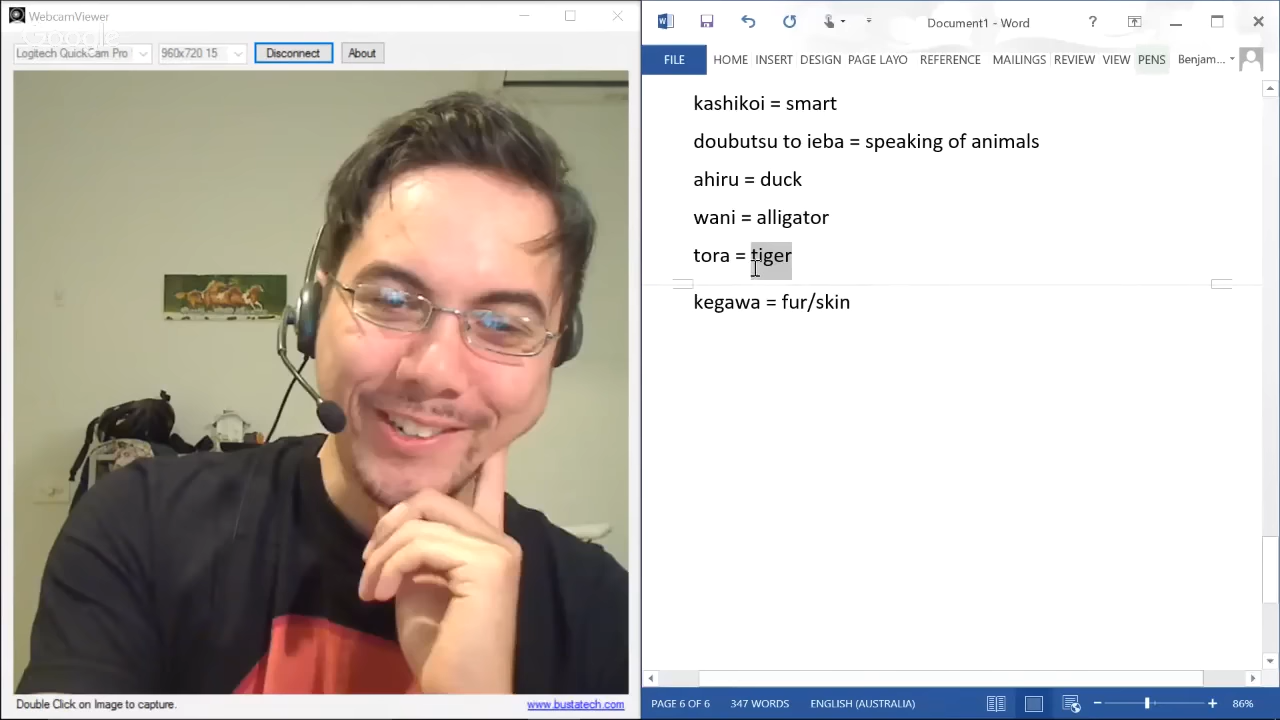 WebcamViewer
Google
Logitech QuickCam Pro
960x720 15
Disconnect
About
Double Click on Image to capture.
www.bustatech.com
Document1 - Word
?
FILE
HOME
INSERT
DESIGN
PAGE LAYO
REFERENCE
MAILINGS
REVIEW
VIEW
PENS
Benjam...
kashikoi = smart
doubutsu to ieba = speaking of animals
ahiru = duck
wani = alligator
tora = tiger
kegawa = fur/skin
PAGE 6 OF 6
347 WORDS
ENGLISH (AUSTRALIA)
86%